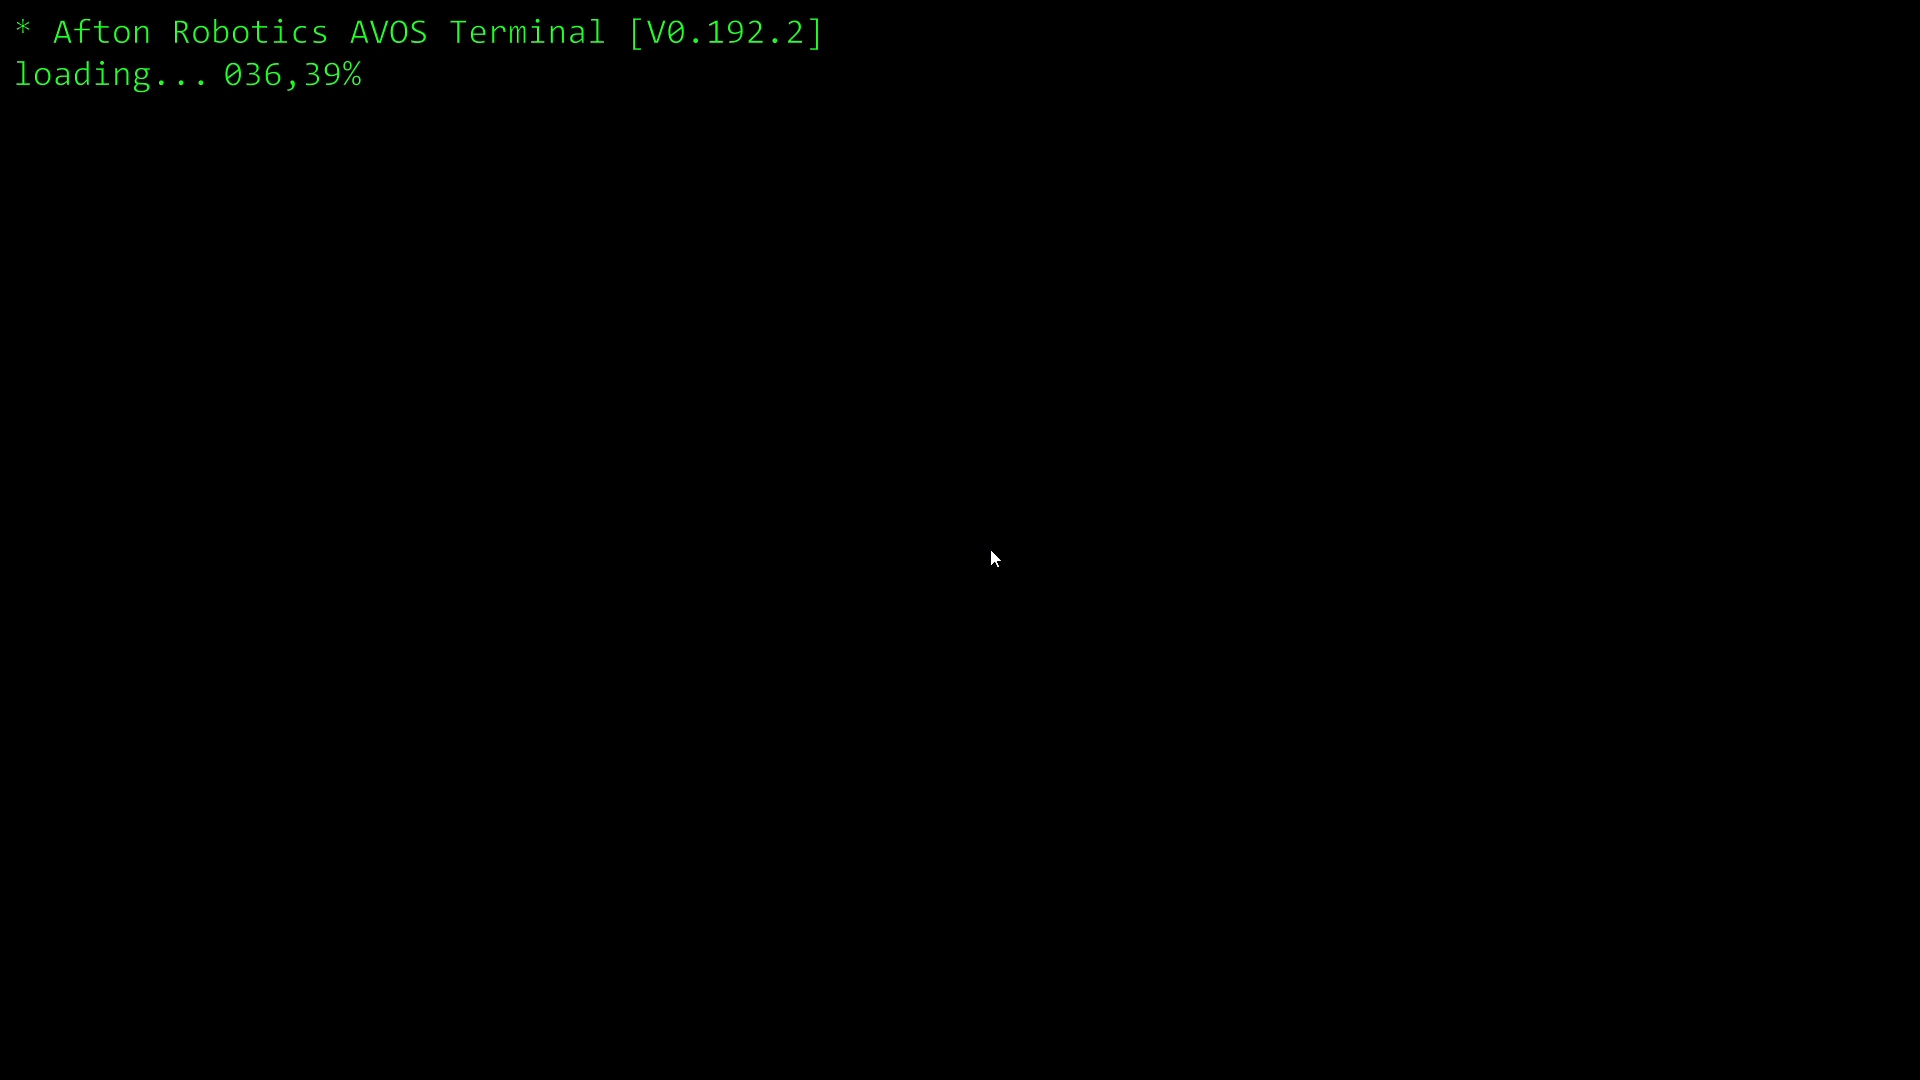 * Afton Robotics AVOS Terminal [V0.192.2]
loading... 036,39%